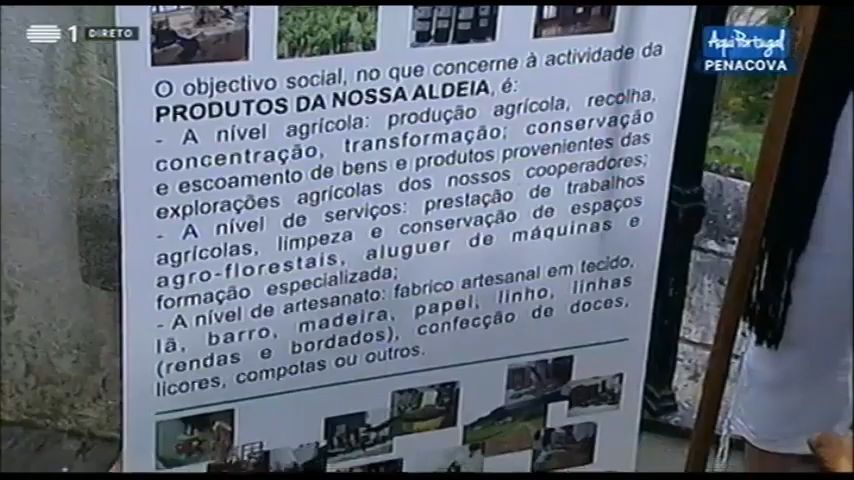 1 DIRETO
Aqui Portugal
PENACOVA
O objectivo social, no que concerne à actividade da
PRODUTOS DA NOSSA ALDEIA, é:
- A nível agrícola: produção agrícola, recolha,
concentração, transformação; conservação
e escoamento de bens e produtos provenientes das
explorações agrícolas dos nossos cooperadores;
- A nível de serviços: prestação de trabalhos
agrícolas, limpeza e conservação de espaços
agro-florestais, aluguer de máquinas e
formação especializada;
- A nível de artesanato: fabrico artesanal em tecido,
lã, barro, madeira, papel, linho, linhas
(rendas e bordados), confecção de doces,
licores, compotas ou outros.